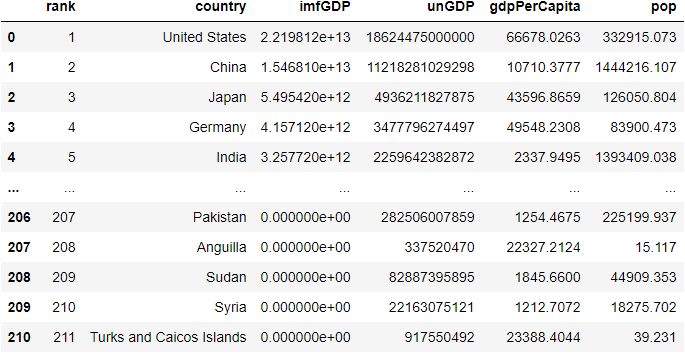 rank country imfGDP unGDP gdpPerCapita pop
0 1 United States 2.219812e+13 18624475000000 66678.0263 332915.073
1 2 China 1.546810e+13 11218281029298 10710.3777 1444216.107
2 3 Japan 5.495420e+12 4936211827875 43596.8659 126050.804
3 4 Germany 4.157120e+12 3477796274497 49548.2308 83900.473
4 5 India 3.257720e+12 2259642382872 2337.9495 1393409.038
... ... ... ... ... ... ...
206 207 Pakistan 0.000000e+00 282506007859 1254.4675 225199.937
207 208 Anguilla 0.000000e+00 337520470 22327.2124 15.117
208 209 Sudan 0.000000e+00 82887395895 1845.6600 44909.353
209 210 Syria 0.000000e+00 22163075121 1212.7072 18275.702
210 211 Turks and Caicos Islands 0.000000e+00 917550492 23388.4044 39.231